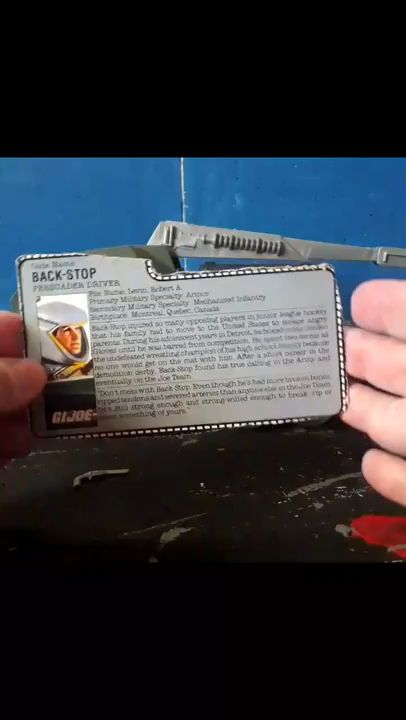 Code Name
BACK-STOP
PERSUADER DRIVER
File Name: Levin, Robert A.
Primary Military Specialty: Armor
Secondary Military Specialty: Mechanized Infantry
Birthplace: Montreal, Quebec, Canada
Back-Stop injured so many opposing players in junior league hockey
that his family had to move to the United States to escape angry
parents. During his adolescent years in Detroit, he boxed in the Golden
Gloves until he was barred from competition. He spent two terms as
the undefeated wrestling champion of his high school mainly because
no one would get on the mat with him. After a short career in the
demolition derby, Back-Stop found his true calling in the Army and
eventually on the Joe Team.
"Don't mess with Back-Stop. Even though he's had more broken bones,
ripped tendons and severed arteries than anyone else in the Joe Team,
he's still strong enough and strong-willed enough to break, rip or
sever something of yours."
G.I. JOE